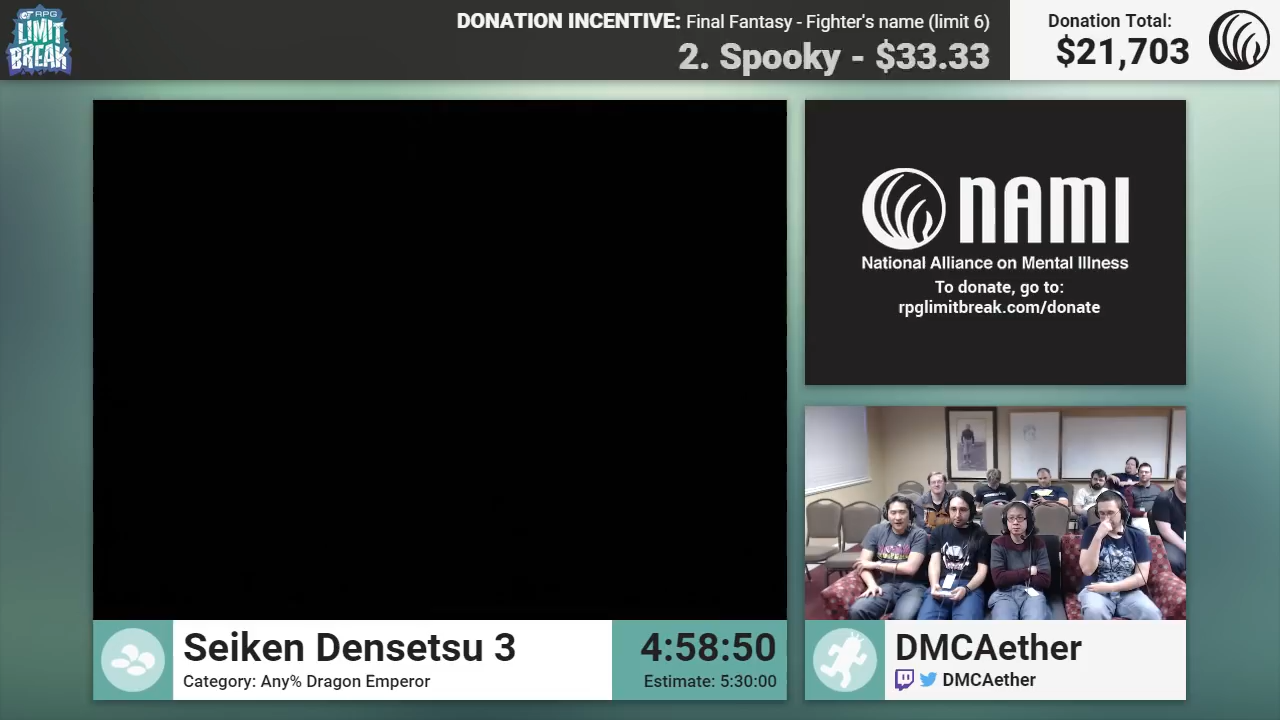 RPG
LIMIT
BREAK
DONATION INCENTIVE: Final Fantasy - Fighter's name (limit 6)
2. Spooky - $33.33
Donation Total:
$21,703
NAMI
National Alliance on Mental Illness
To donate, go to:
rpglimitbreak.com/donate
Seiken Densetsu 3
Category: Any% Dragon Emperor
4:58:50
Estimate: 5:30:00
DMCAether
DMCAether